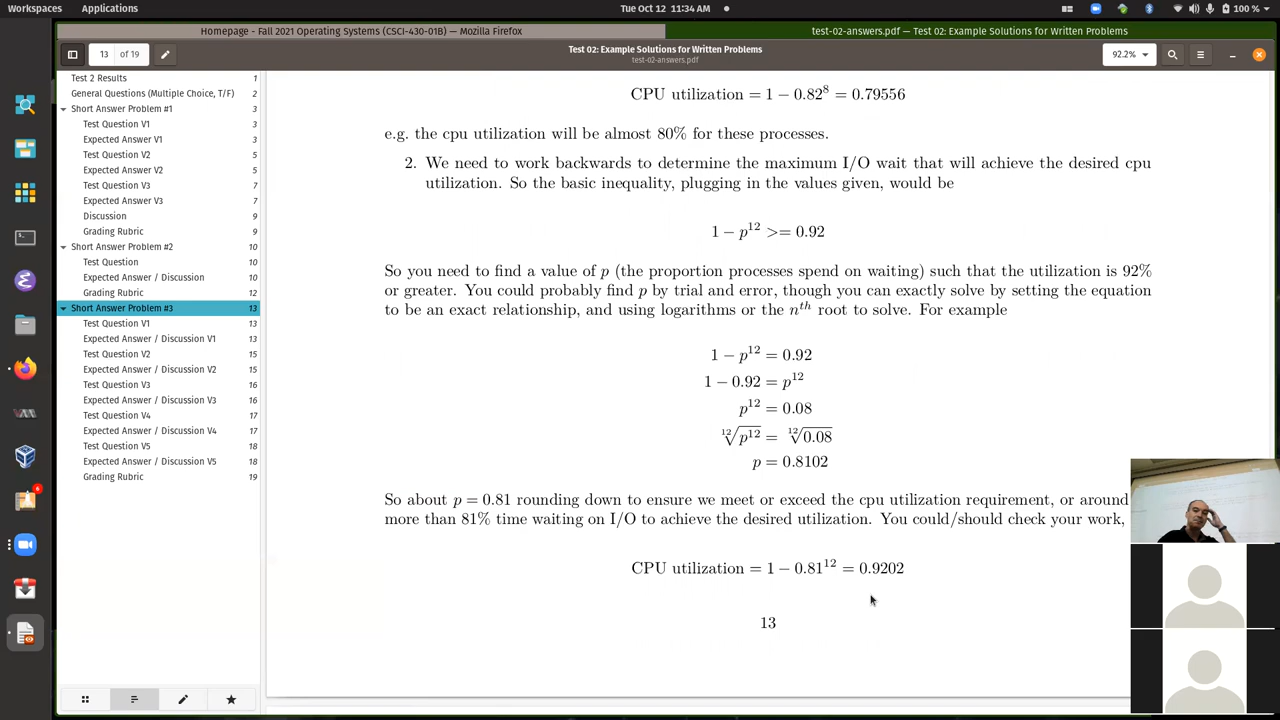 Workspaces Applications Tue Oct 12 11:34 AM 100 %
Homepage - Fall 2021 Operating Systems (CSCI-430-01B) — Mozilla Firefox
test-02-answers.pdf — Test 02: Example Solutions for Written Problems
13 of 19
Test 02: Example Solutions for Written Problems
test-02-answers.pdf
92.2%
Test 2 Results 1
General Questions (Multiple Choice, T/F) 2
Short Answer Problem #1 3
Test Question V1 3
Expected Answer V1 3
Test Question V2 5
Expected Answer V2 5
Test Question V3 7
Expected Answer V3 7
Discussion 9
Grading Rubric 9
Short Answer Problem #2 10
Test Question 10
Expected Answer / Discussion 10
Grading Rubric 12
Short Answer Problem #3 13
Test Question V1 13
Expected Answer / Discussion V1 13
Test Question V2 15
Expected Answer / Discussion V2 15
Test Question V3 16
Expected Answer / Discussion V3 16
Test Question V4 17
Expected Answer / Discussion V4 17
Test Question V5 18
Expected Answer / Discussion V5 18
Grading Rubric 19
CPU utilization = 1 − 0.82⁸ = 0.79556
e.g. the cpu utilization will be almost 80% for these processes.
2. We need to work backwards to determine the maximum I/O wait that will achieve the desired cpu
utilization. So the basic inequality, plugging in the values given, would be
1 − p¹² >= 0.92
So you need to find a value of p (the proportion processes spend on waiting) such that the utilization is 92%
or greater. You could probably find p by trial and error, though you can exactly solve by setting the equation
to be an exact relationship, and using logarithms or the nᵗʰ root to solve. For example
1 − p¹² = 0.92
1 − 0.92 = p¹²
p¹² = 0.08
¹²√p¹² = ¹²√0.08
p = 0.8102
So about p = 0.81 rounding down to ensure we meet or exceed the cpu utilization requirement, or around
more than 81% time waiting on I/O to achieve the desired utilization. You could/should check your work,
CPU utilization = 1 − 0.81¹² = 0.9202
13